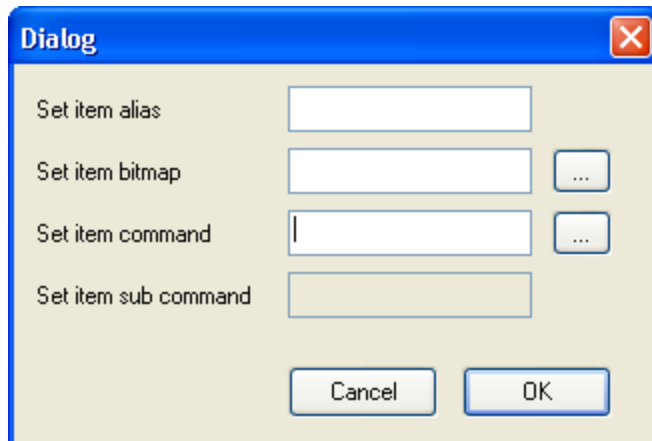 Dialog
Set item alias
Set item bitmap
...
Set item command
...
Set item sub command
Cancel
OK